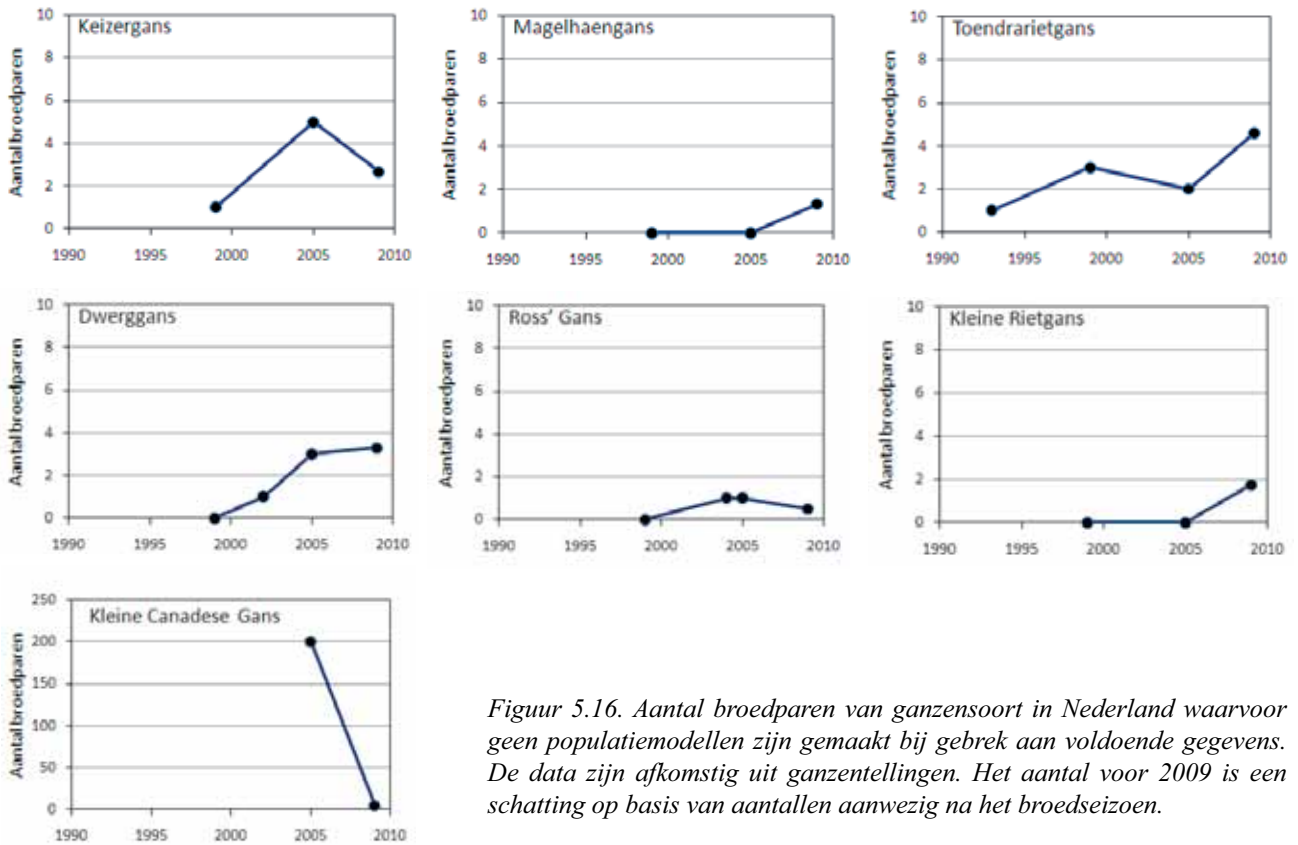 Keizergans
Aantal broedparen
10
8
6
4
2
0
1990 1995 2000 2005 2010
Magelhaengans
Aantal broedparen
10
8
6
4
2
0
1990 1995 2000 2005 2010
Toendrarietgans
Aantal broedparen
10
8
6
4
2
0
1990 1995 2000 2005 2010
Dwerggans
Aantal broedparen
10
8
6
4
2
0
1990 1995 2000 2005 2010
Ross' Gans
Aantal broedparen
10
8
6
4
2
0
1990 1995 2000 2005 2010
Kleine Rietgans
Aantal broedparen
10
8
6
4
2
0
1990 1995 2000 2005 2010
Kleine Canadese Gans
Aantal broedparen
250
200
150
100
50
0
1990 1995 2000 2005 2010
Figuur 5.16. Aantal broedparen van ganzensoort in Nederland waarvoor
geen populatiemodellen zijn gemaakt bij gebrek aan voldoende gegevens.
De data zijn afkomstig uit ganzentellingen. Het aantal voor 2009 is een
schatting op basis van aantallen aanwezig na het broedseizoen.